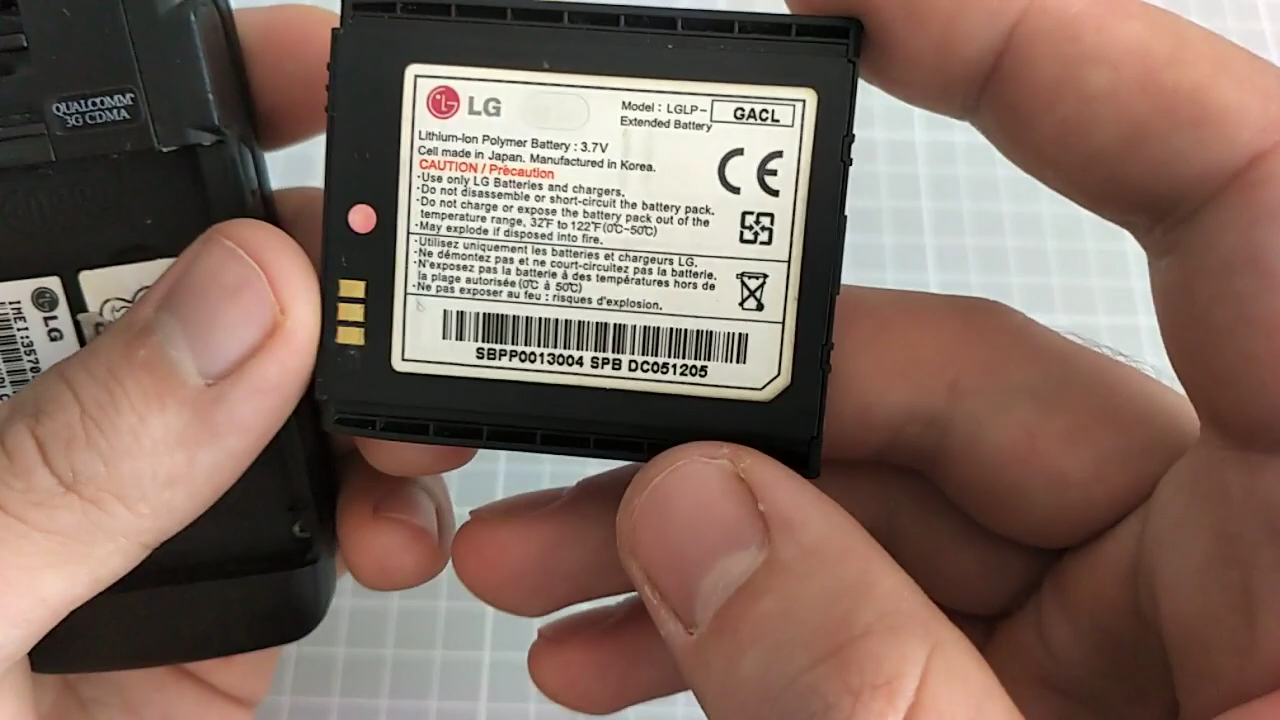 QUALCOMM
3G CDMA
LG
IMEI:3570
LG
Model : LGLP- GACL
Extended Battery
Lithium-Ion Polymer Battery : 3.7V
Cell made in Japan. Manufactured in Korea.
CAUTION / Précaution
·Use only LG Batteries and chargers.
·Do not disassemble or short-circuit the battery pack.
·Do not charge or expose the battery pack out of the
temperature range, 32℉ to 122℉(0℃~50℃)
·May explode if disposed into fire.
·Utilisez uniquement les batteries et chargeurs LG.
·Ne démontez pas et ne court-circuitez pas la batterie.
·N'exposez pas la batterie à des températures hors de
la plage autorisée (0℃ à 50℃)
·Ne pas exposer au feu : risques d'explosion.
CE
SBPP0013004 SPB DC051205